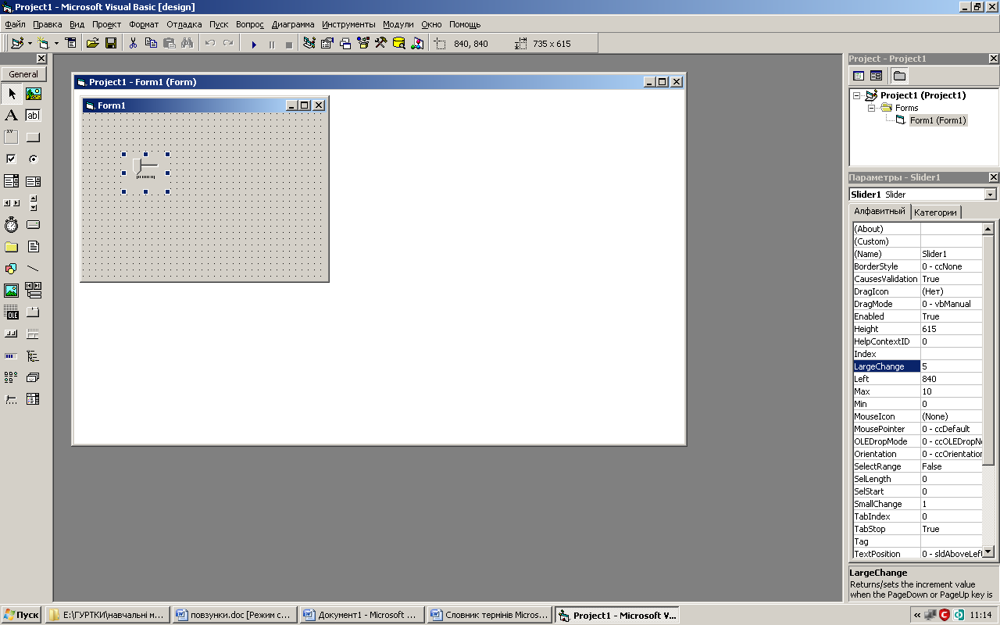 Project1 - Microsoft Visual Basic [design]
Файл Правка Вид Проект Формат Отладка Пуск Вопрос Диаграмма Инструменты Модули Окно Помощь
840, 840 735 x 615
General
A ab|
xv
OLE
Project1 - Form1 (Form)
Form1
Project - Project1
Project1 (Project1)
Forms
Form1 (Form1)
Параметры - Slider1
Slider1 Slider
Алфавитный Категории
(About)
(Custom)
(Name) Slider1
BorderStyle 0 - ccNone
CausesValidation True
DragIcon (Нет)
DragMode 0 - vbManual
Enabled True
Height 615
HelpContextID 0
Index
LargeChange 5
Left 840
Max 10
Min 0
MouseIcon (None)
MousePointer 0 - ccDefault
OLEDropMode 0 - ccOLEDropN
Orientation 0 - ccOrientation
SelectRange False
SelLength 0
SelStart 0
SmallChange 1
TabIndex 0
TabStop True
Tag
TextPosition 0 - sldAboveLeft
LargeChange
Returns/sets the increment value
when the PageDown or PageUp key is
Пуск E:\ГУРТКИ\навчальні м... повзунки.doc [Режим с... Документ1 - Microsoft ... Словник термінів Micros... Project1 - Microsoft V... « 11:14